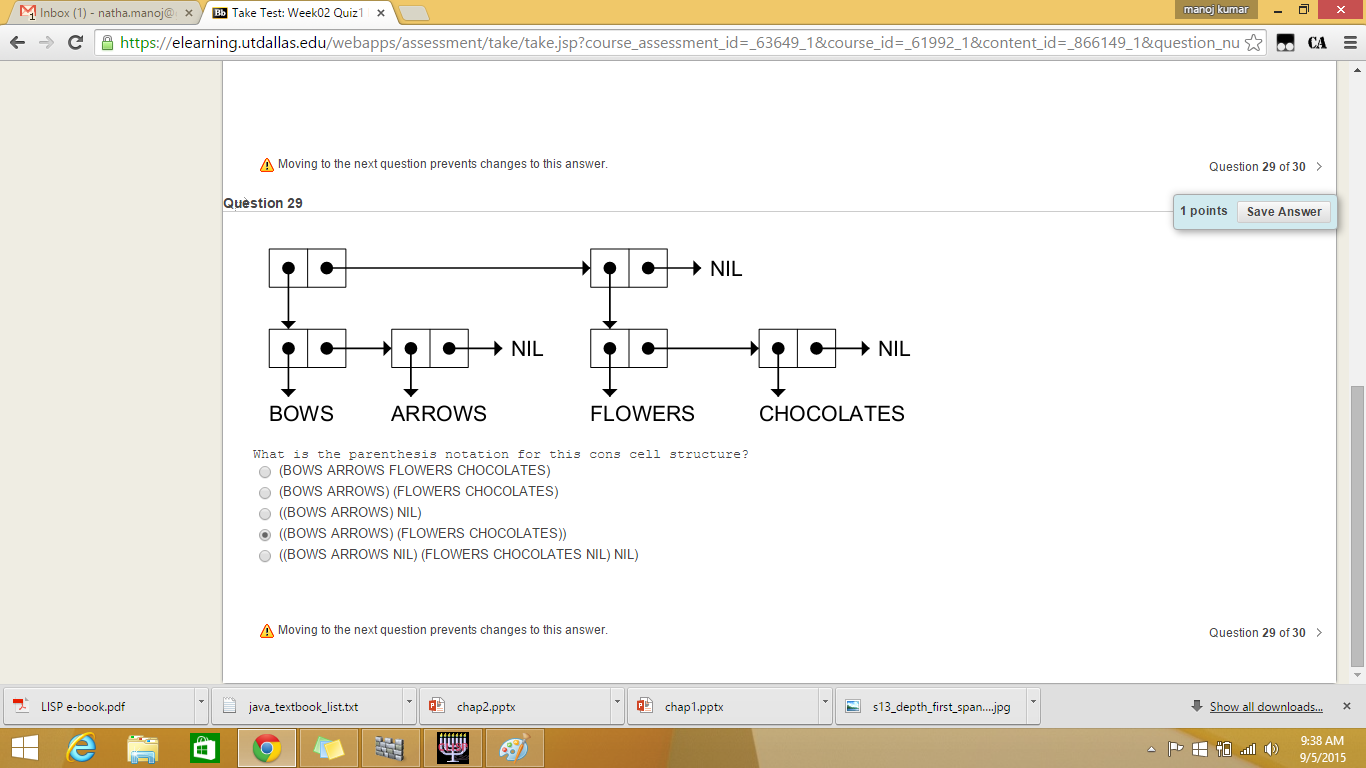 Inbox (1) - natha.manoj@
Bb Take Test: Week02 Quiz1
manoj kumar
https://elearning.utdallas.edu/webapps/assessment/take/take.jsp?course_assessment_id=_63649_1&course_id=_61992_1&content_id=_866149_1&question_nu
CA
Moving to the next question prevents changes to this answer.
Question 29 of 30
Question 29
1 points
Save Answer
NIL
NIL
NIL
BOWS
ARROWS
FLOWERS
CHOCOLATES
What is the parenthesis notation for this cons cell structure?
(BOWS ARROWS FLOWERS CHOCOLATES)
(BOWS ARROWS) (FLOWERS CHOCOLATES)
((BOWS ARROWS) NIL)
((BOWS ARROWS) (FLOWERS CHOCOLATES))
((BOWS ARROWS NIL) (FLOWERS CHOCOLATES NIL) NIL)
Moving to the next question prevents changes to this answer.
Question 29 of 30
LISP e-book.pdf
java_textbook_list.txt
chap2.pptx
chap1.pptx
s13_depth_first_span....jpg
Show all downloads...
9:38 AM
9/5/2015